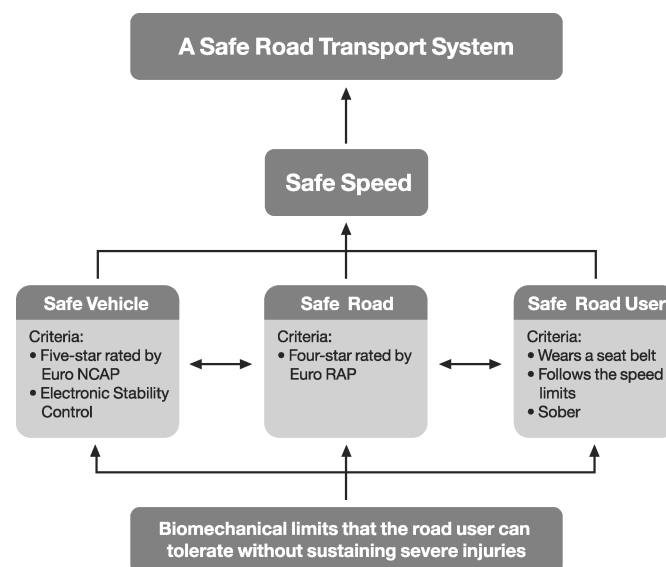 A Safe Road Transport System
Safe Speed
Safe Vehicle
Criteria:
• Five-star rated by
Euro NCAP
• Electronic Stability
Control
Safe Road
Criteria:
• Four-star rated by
Euro RAP
Safe Road User
Criteria:
• Wears a seat belt
• Follows the speed
limits
• Sober
Biomechanical limits that the road user can
tolerate without sustaining severe injuries